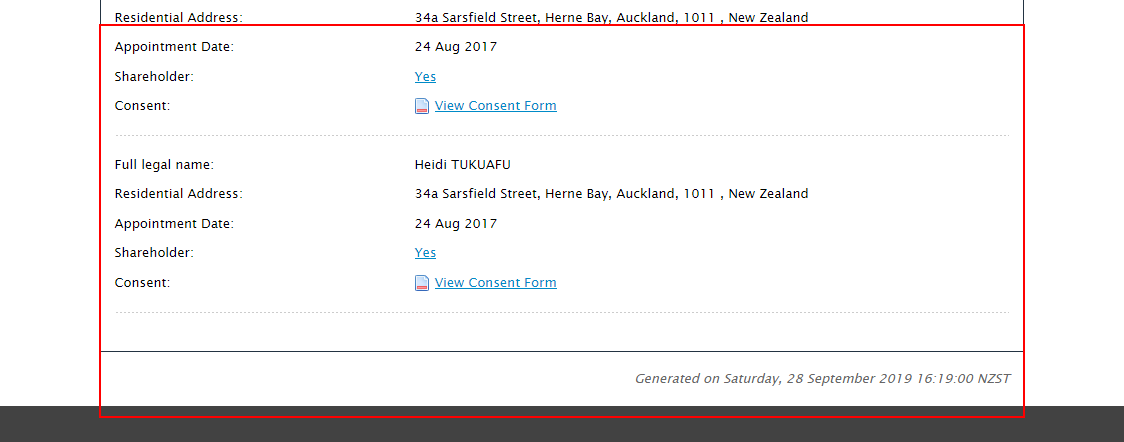 Residential Address: 34a Sarsfield Street, Herne Bay, Auckland, 1011 , New Zealand
Appointment Date: 24 Aug 2017
Shareholder: Yes
Consent: View Consent Form
Full legal name: Heidi TUKUAFU
Residential Address: 34a Sarsfield Street, Herne Bay, Auckland, 1011 , New Zealand
Appointment Date: 24 Aug 2017
Shareholder: Yes
Consent: View Consent Form
Generated on Saturday, 28 September 2019 16:19:00 NZST